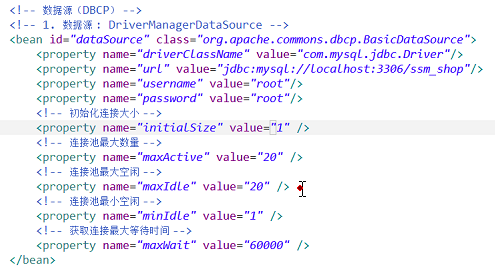 <!-- 数据源（DBCP） -->
<!-- 1. 数据源： DriverManagerDataSource -->
<bean id="dataSource" class="org.apache.commons.dbcp.BasicDataSource">
<property name="driverClassName" value="com.mysql.jdbc.Driver"/>
<property name="url" value="jdbc:mysql://localhost:3306/ssm_shop"/>
<property name="username" value="root"/>
<property name="password" value="root"/>
<!-- 初始化连接大小 -->
<property name="initialSize" value="1" />
<!-- 连接池最大数量 -->
<property name="maxActive" value="20" />
<!-- 连接池最大空闲 -->
<property name="maxIdle" value="20" />
<!-- 连接池最小空闲 -->
<property name="minIdle" value="1" />
<!-- 获取连接最大等待时间 -->
<property name="maxWait" value="60000" />
</bean>